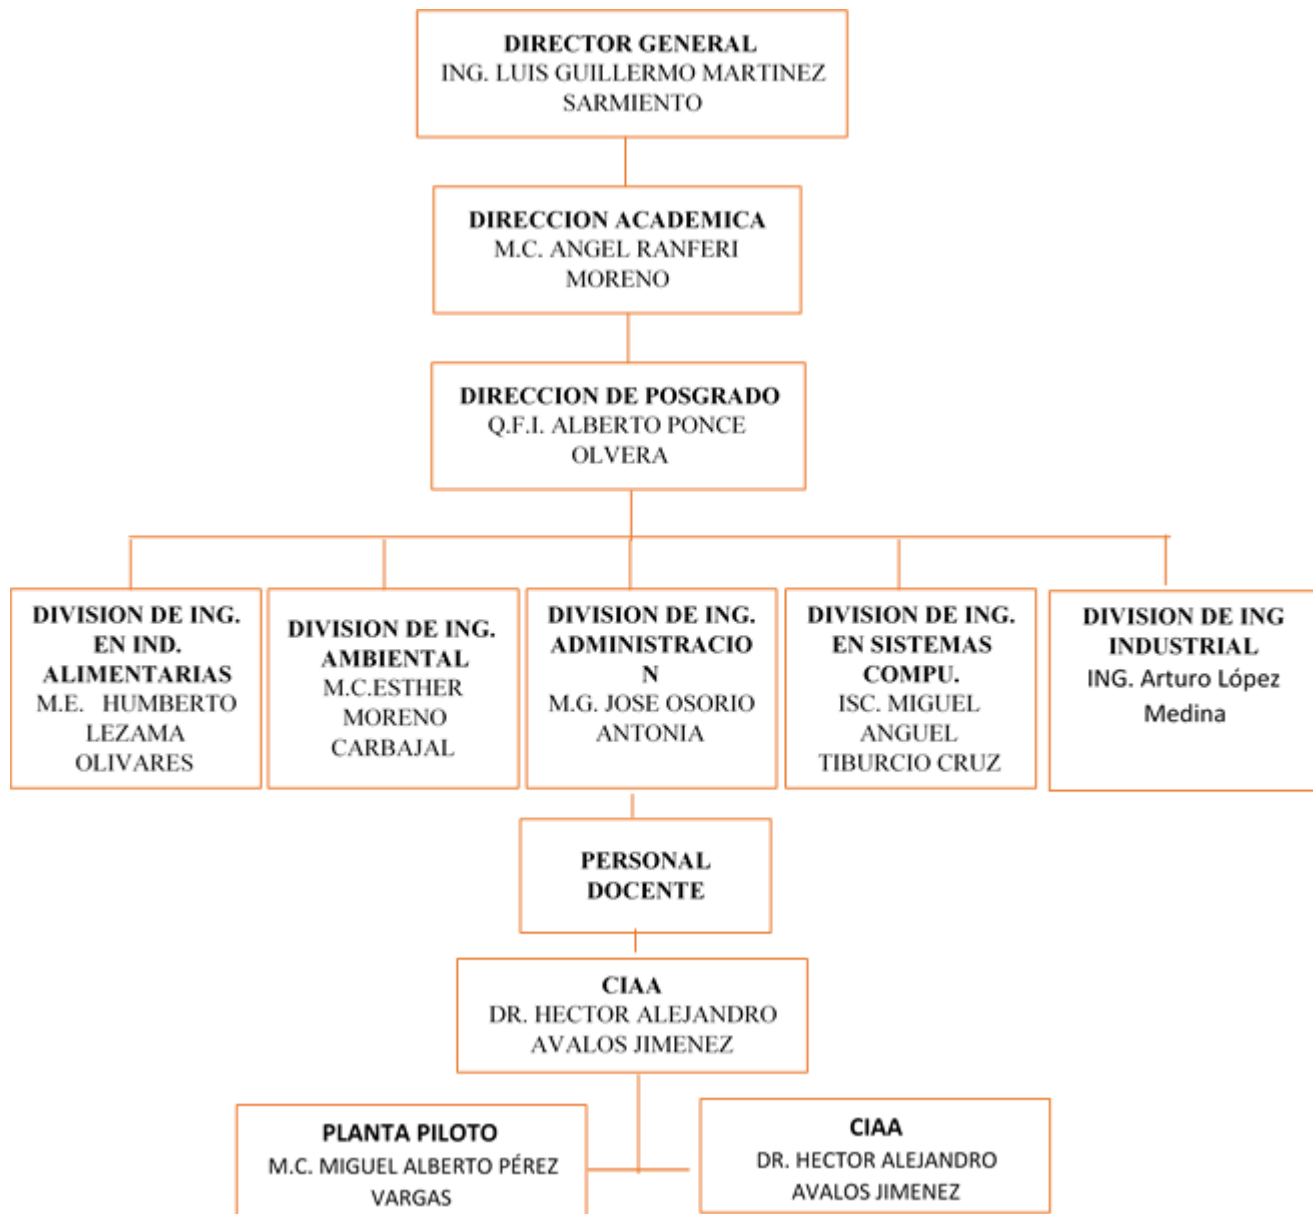 DIRECTOR GENERAL
ING. LUIS GUILLERMO MARTINEZ
SARMIENTO
DIRECCION ACADEMICA
M.C. ANGEL RANFERI
MORENO
DIRECCION DE POSGRADO
Q.F.I. ALBERTO PONCE
OLVERA
DIVISION DE ING.
EN IND.
ALIMENTARIAS
M.E. HUMBERTO
LEZAMA
OLIVARES
DIVISION DE ING.
AMBIENTAL
M.C.ESTHER
MORENO
CARBAJAL
DIVISION DE ING.
ADMINISTRACIO
N
M.G. JOSE OSORIO
ANTONIA
DIVISION DE ING.
EN SISTEMAS
COMPU.
ISC. MIGUEL
ANGUEL
TIBURCIO CRUZ
DIVISION DE ING
INDUSTRIAL
ING. Arturo López
Medina
PERSONAL
DOCENTE
CIAA
DR. HECTOR ALEJANDRO
AVALOS JIMENEZ
PLANTA PILOTO
M.C. MIGUEL ALBERTO PÉREZ
VARGAS
CIAA
DR. HECTOR ALEJANDRO
AVALOS JIMENEZ